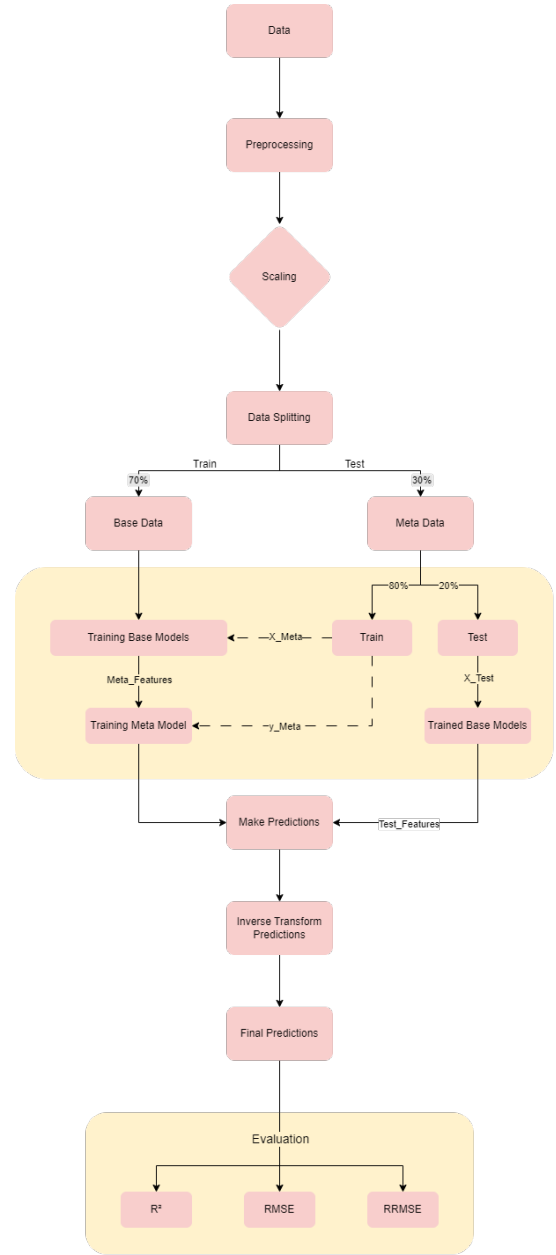 Data
Preprocessing
Scaling
Data Splitting
Train
Test
70%
30%
Base Data
Meta Data
80%
20%
Training Base Models
X_Meta
Train
Test
Meta_Features
X_Test
Training Meta Model
y_Meta
Trained Base Models
Make Predictions
Test_Features
Inverse Transform
Predictions
Final Predictions
Evaluation
R²
RMSE
RRMSE